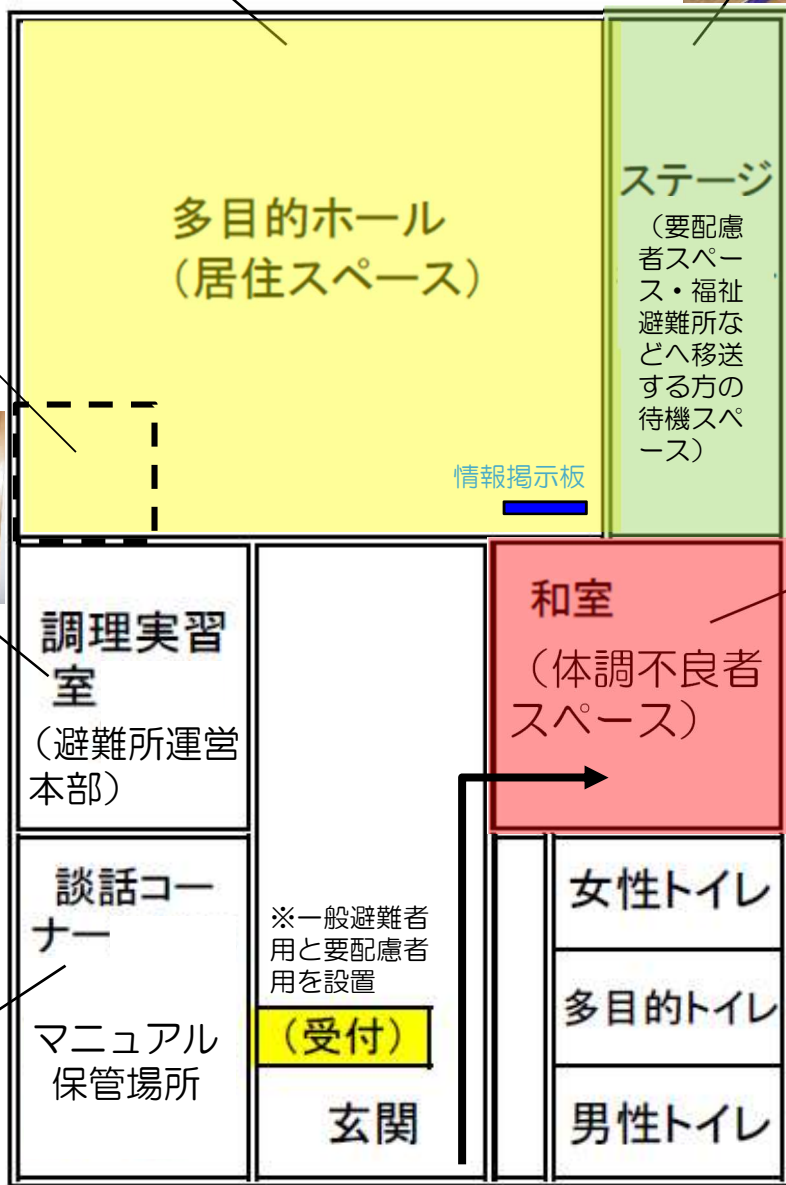 多目的ホール
（居住スペース）
ステージ
（要配慮
者スペー
ス・福祉
避難所な
どへ移送
する方の
待機スペ
ース）
情報掲示板
調理実習
室
（避難所運営
本部）
和室
（体調不良者
スペース）
談話コー
ナー
マニュアル
保管場所
※一般避難者
用と要配慮者
用を設置
（受付）
玄関
女性トイレ
多目的トイレ
男性トイレ